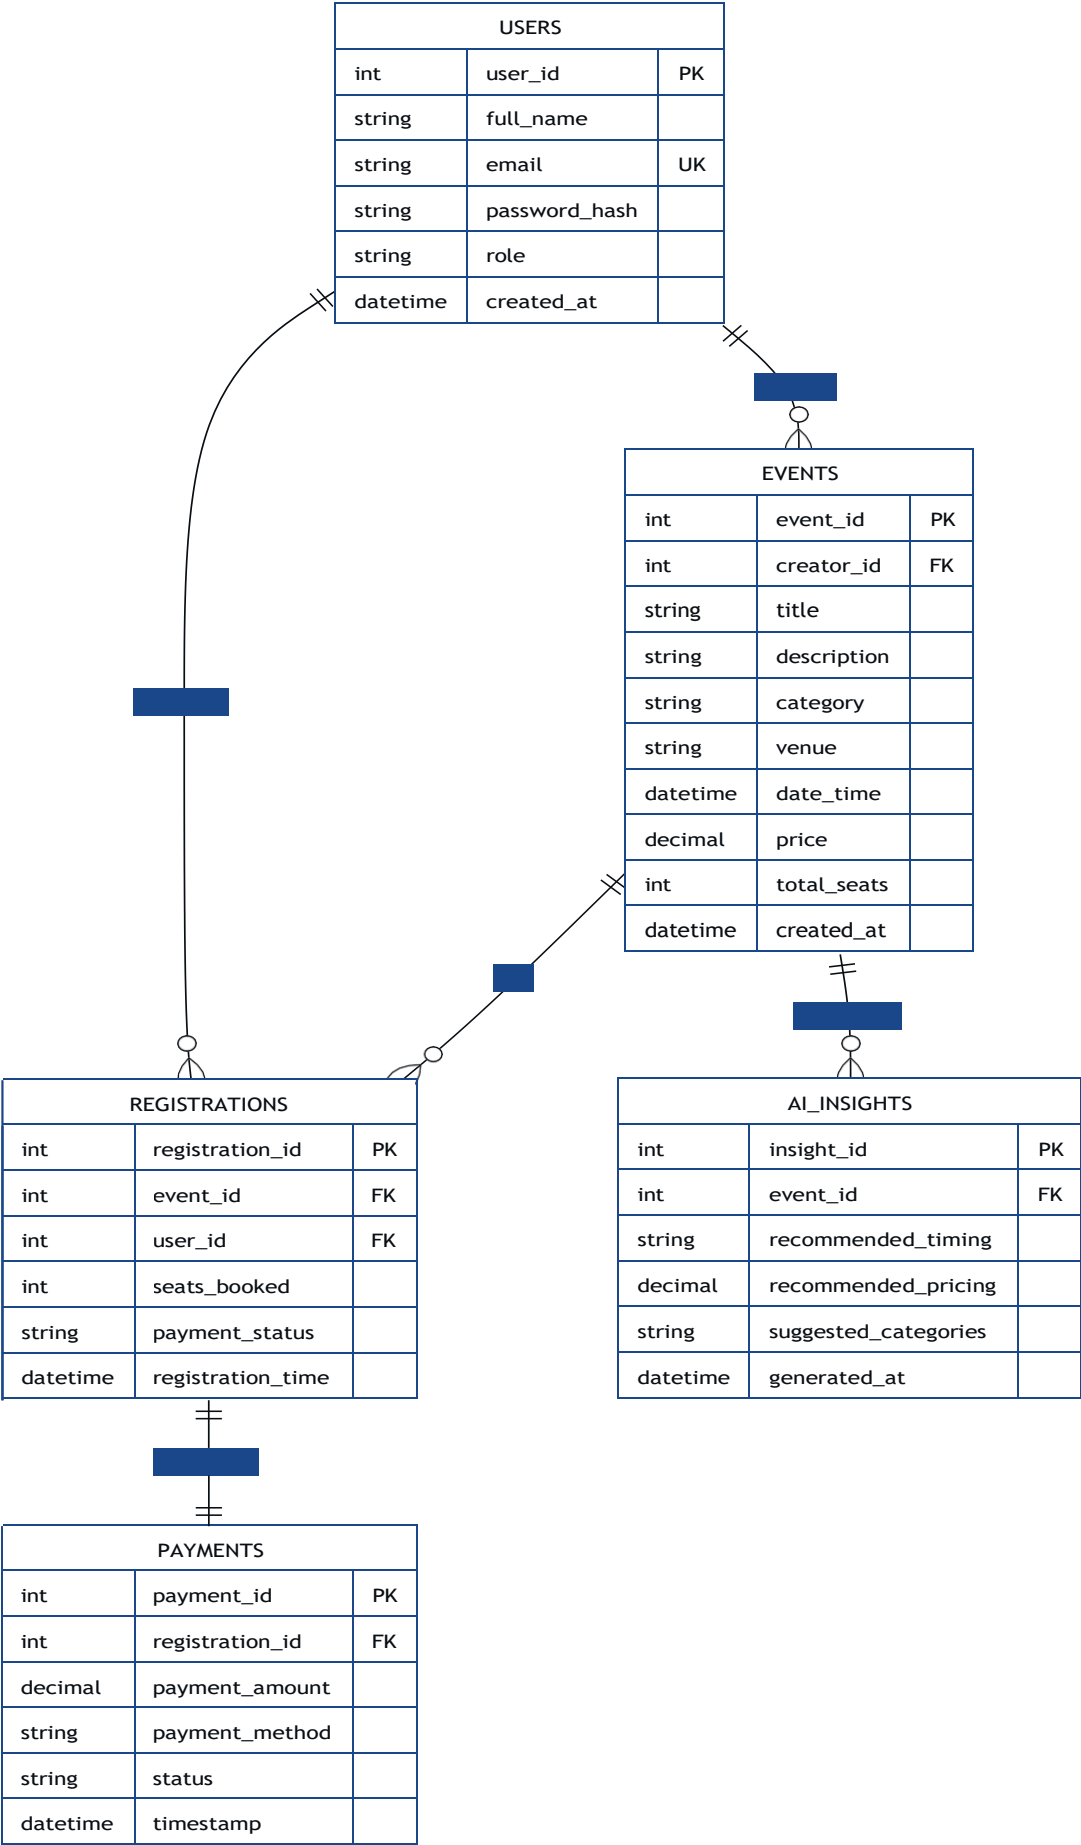 USERS
int user_id PK
string full_name
string email UK
string password_hash
string role
datetime created_at
EVENTS
int event_id PK
int creator_id FK
string title
string description
string category
string venue
datetime date_time
decimal price
int total_seats
datetime created_at
REGISTRATIONS
int registration_id PK
int event_id FK
int user_id FK
int seats_booked
string payment_status
datetime registration_time
AI_INSIGHTS
int insight_id PK
int event_id FK
string recommended_timing
decimal recommended_pricing
string suggested_categories
datetime generated_at
PAYMENTS
int payment_id PK
int registration_id FK
decimal payment_amount
string payment_method
string status
datetime timestamp